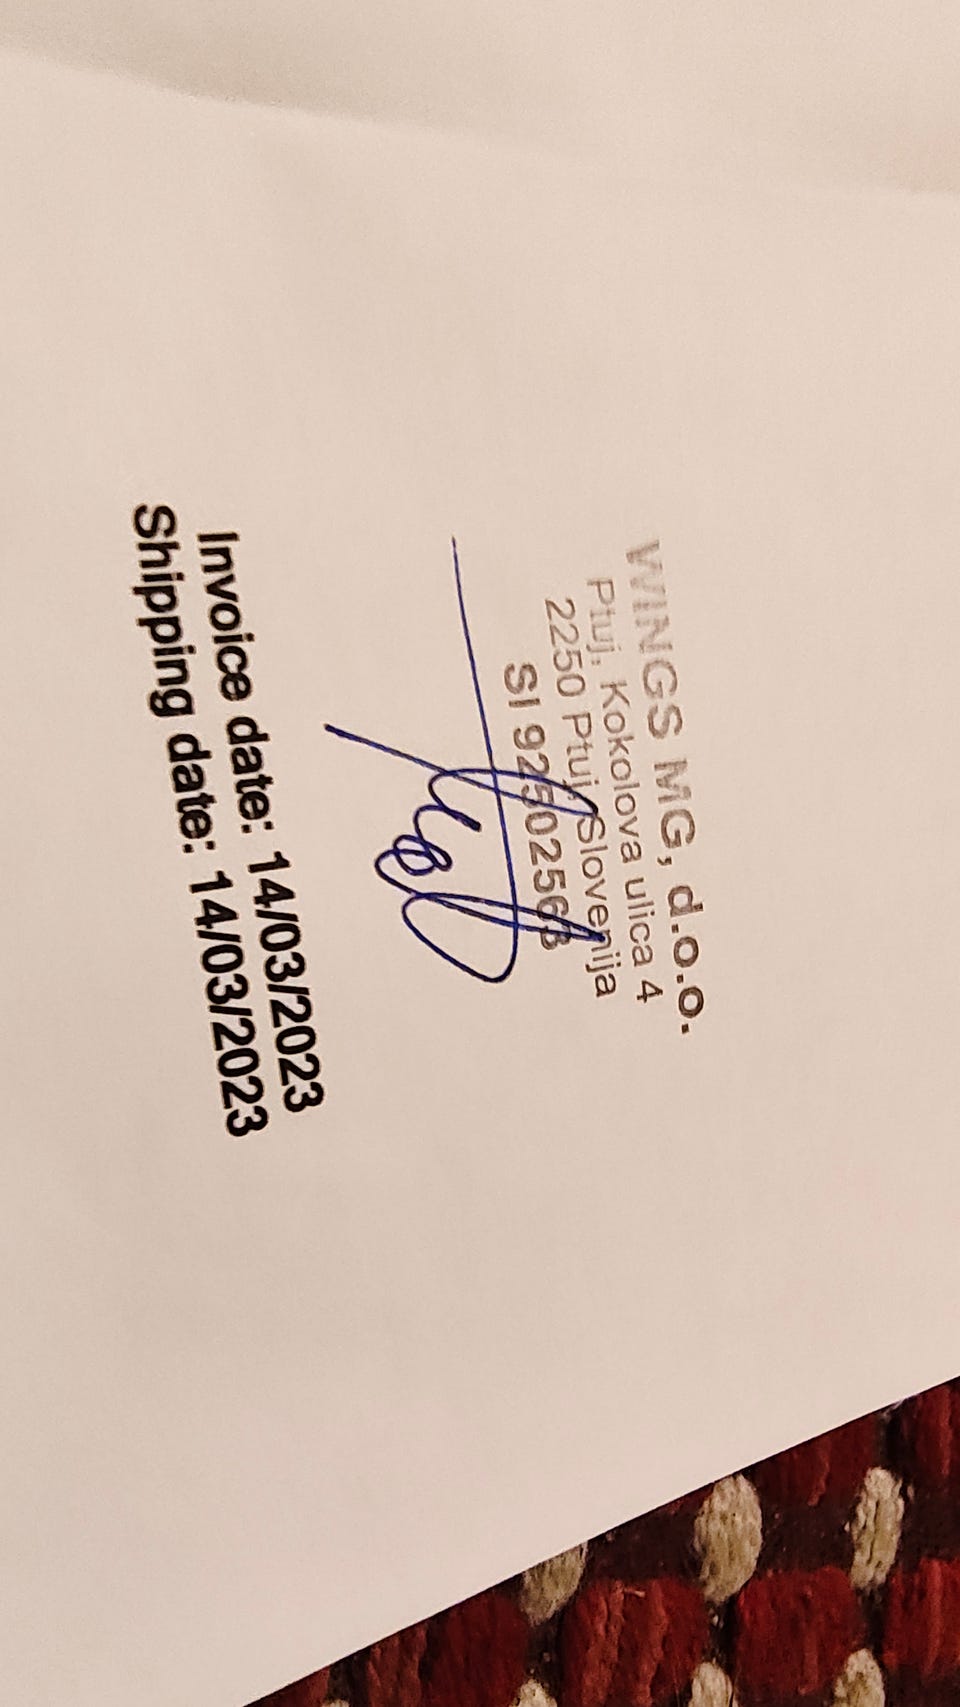 WINGS MG, d.o.o.
Ptuj, Kokolova ulica 4
2250 Ptuj, Slovenija
SI 92502563
Invoice date: 14/03/2023
Shipping date: 14/03/2023